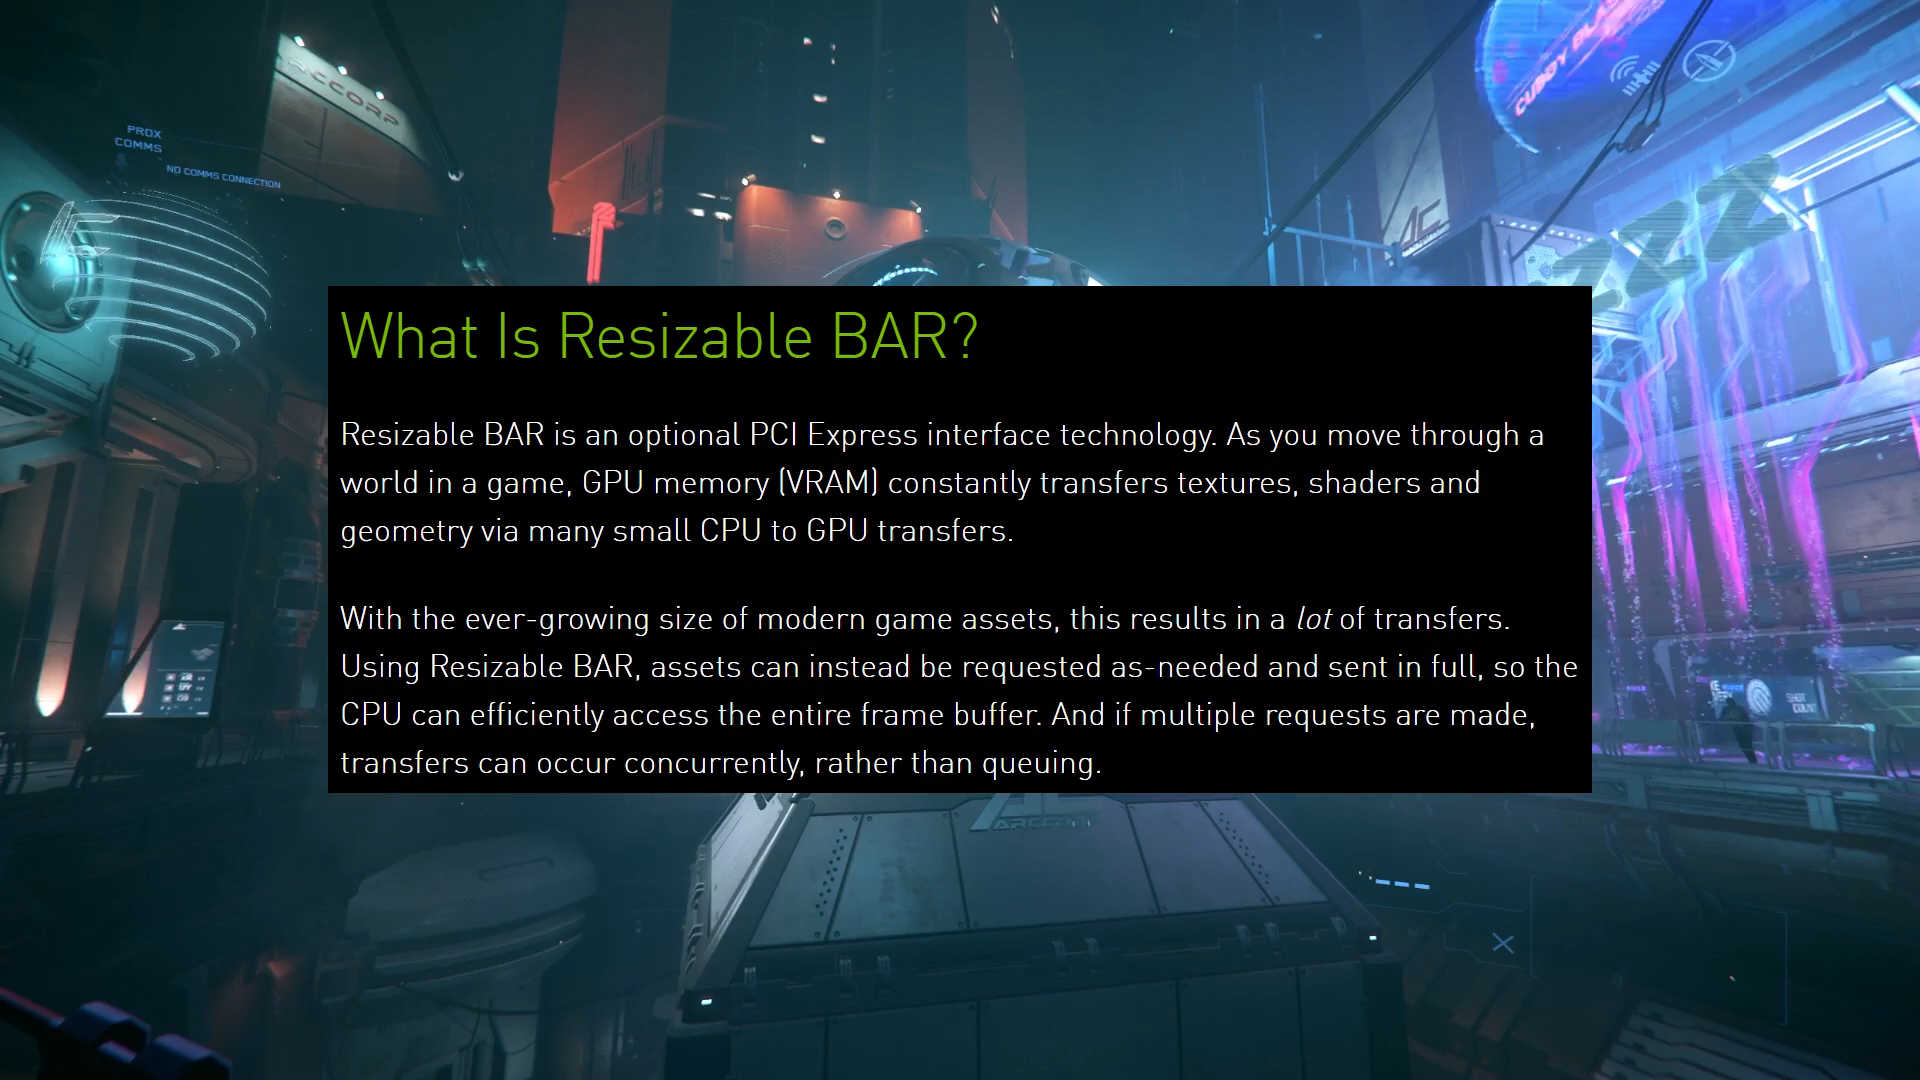 ARCCORP
PROX
COMMS
NO COMMS CONNECTION
CUBBY BLAST
What Is Resizable BAR?
Resizable BAR is an optional PCI Express interface technology. As you move through a
world in a game, GPU memory (VRAM) constantly transfers textures, shaders and
geometry via many small CPU to GPU transfers.
With the ever-growing size of modern game assets, this results in a lot of transfers.
Using Resizable BAR, assets can instead be requested as-needed and sent in full, so the
CPU can efficiently access the entire frame buffer. And if multiple requests are made,
transfers can occur concurrently, rather than queuing.
ARCCORP